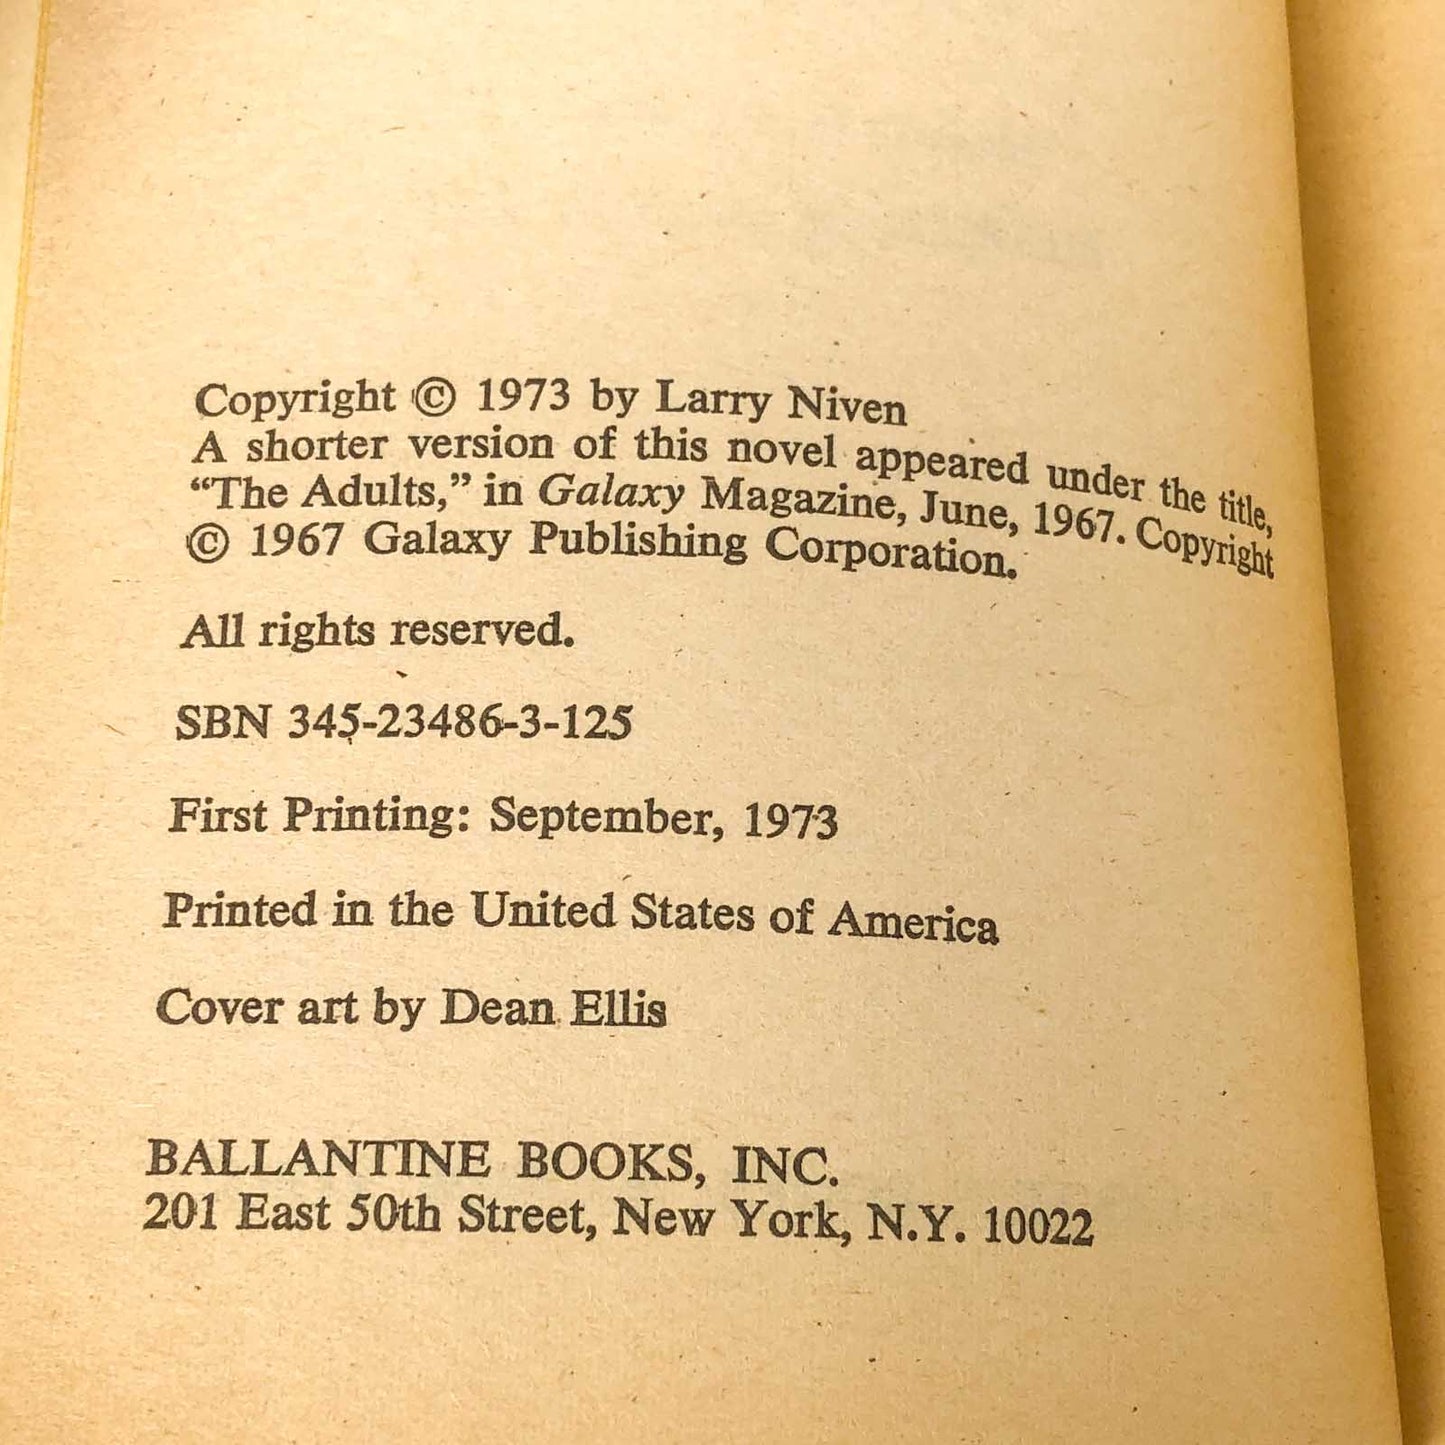 Copyright © 1973 by Larry Niven
A shorter version of this novel appeared under the title,
“The Adults,” in Galaxy Magazine, June, 1967. Copyright
© 1967 Galaxy Publishing Corporation.
All rights reserved.
SBN 345-23486-3-125
First Printing: September, 1973
Printed in the United States of America
Cover art by Dean Ellis
BALLANTINE BOOKS, INC.
201 East 50th Street, New York, N.Y. 10022